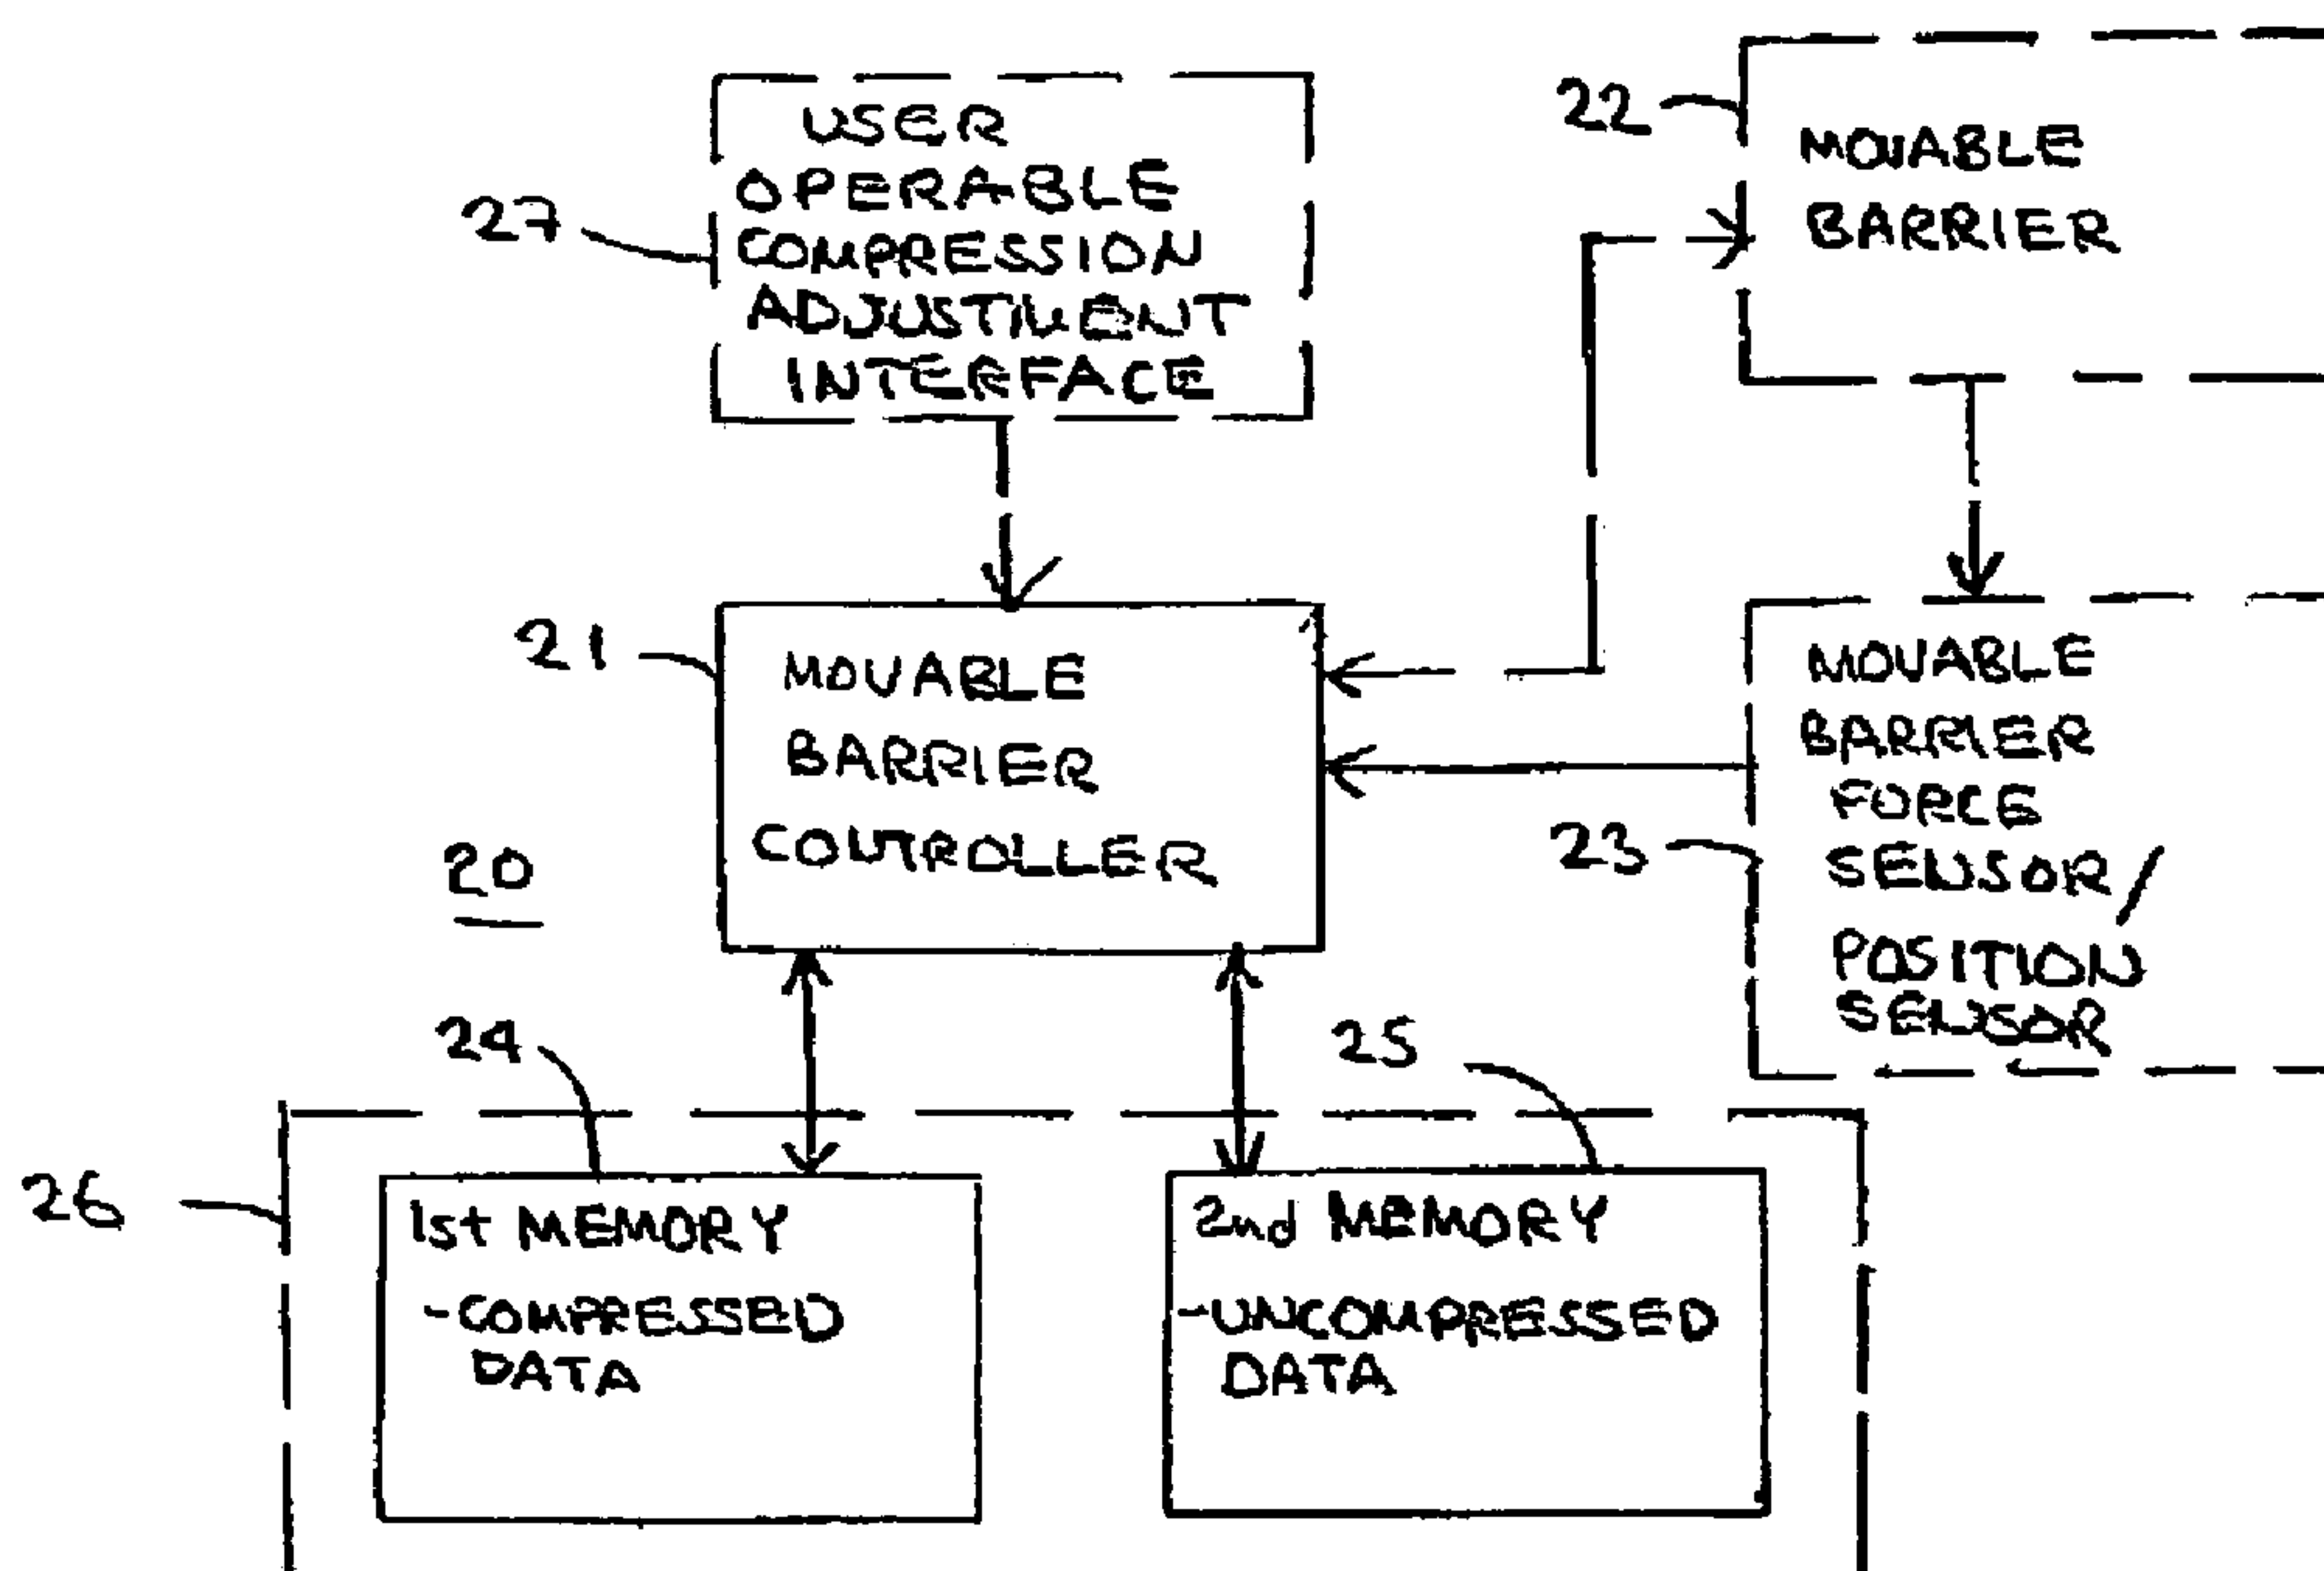 USER
OPERABLE
COMPRESSION
ADJUSTMENT
INTERFACE
27
22
MOVABLE
BARRIER
21
MOVABLE
BARRIER
CONTROLLER
20
23
MOVABLE
BARRIER
FORCE
SENSOR/
POSITION
SENSOR
24
25
26
1st MEMORY
-COMPRESSED
DATA
2nd MEMORY
-UNCOMPRESSED
DATA